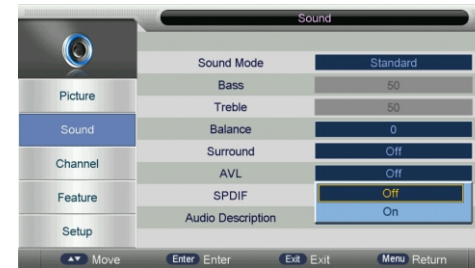 Sound
Sound Mode Standard
Bass 50
Treble 50
Balance 0
Surround Off
AVL Off
SPDIF Off
Audio Description On
Picture
Sound
Channel
Feature
Setup
Move Enter Enter Exit Exit Menu Return